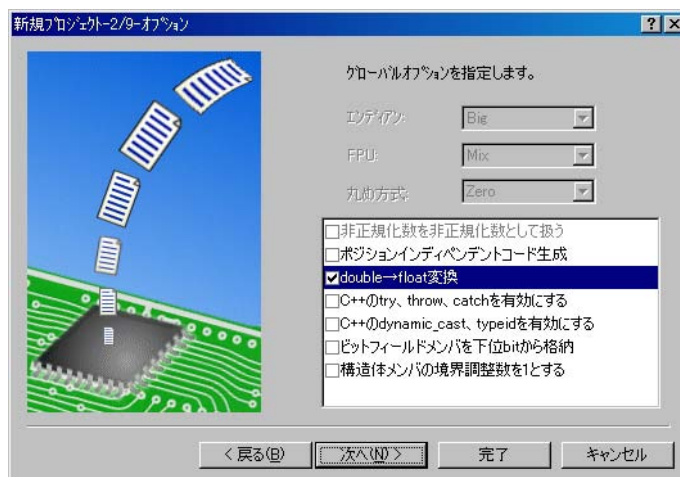 新規プロジェクト-2/9-オプション
グローバルオプションを指定します。
エンディアン: Big
FPU: Mix
丸め方式: Zero
非正規化数を非正規化数として扱う
ポジションインディペンデントコード生成
double→float変換
C++のtry、throw、catchを有効にする
C++のdynamic_cast、typeidを有効にする
ビットフィールドメンバを下位bitから格納
構造体メンバの境界調整数を1とする
< 戻る(B) 次へ(N) > 完了 キャンセル